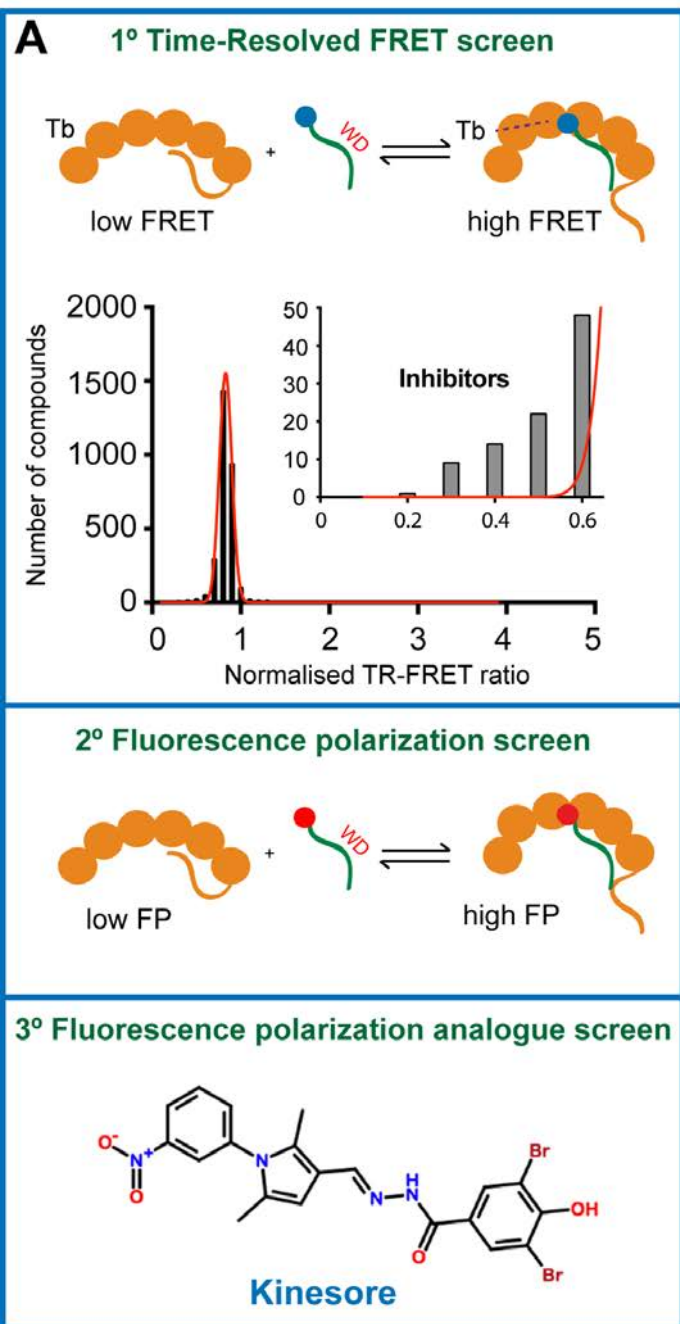 A
1º Time-Resolved FRET screen
Tb
WD
+
Tb
low FRET
high FRET
Number of compounds
2000
1500
1000
500
0
0
1
2
3
4
5
Normalised TR-FRET ratio
50
40
30
20
10
0
0
0.2
0.4
0.6
Inhibitors
2º Fluorescence polarization screen
WD
+
low FP
high FP
3º Fluorescence polarization analogue screen
O-
N+
O
N
N
H
N
O
Br
OH
Br
Kinesore